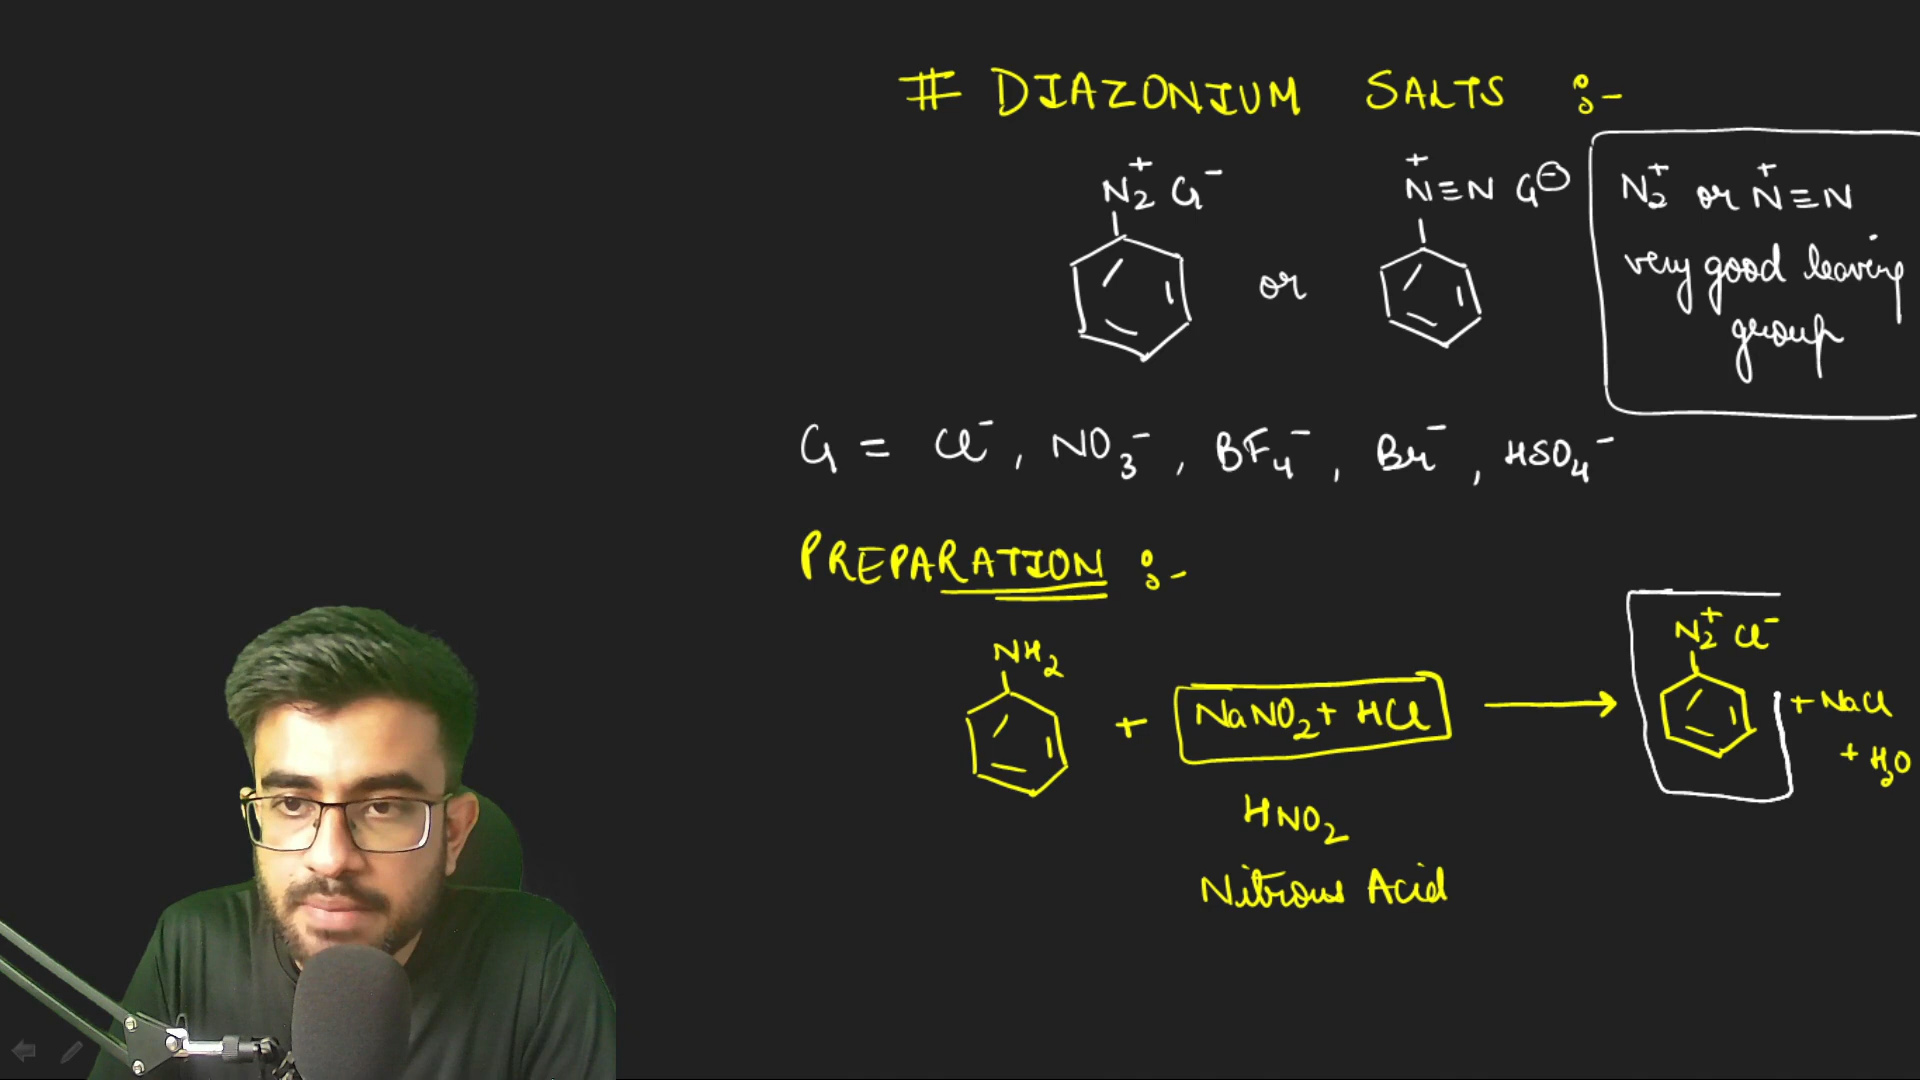 # DIAZONIUM SALTS :-
N₂⁺ G⁻
or
N⁺≡N G⊖
N₂⁺ or N⁺≡N
very good leaving
group
G = Cl⁻, NO₃⁻, BF₄⁻, Br⁻, HSO₄⁻
PREPARATION :-
NH₂
+ NaNO₂ + HCl →
N₂⁺ Cl⁻
+ NaCl
+ H₂O
HNO₂
Nitrous Acid